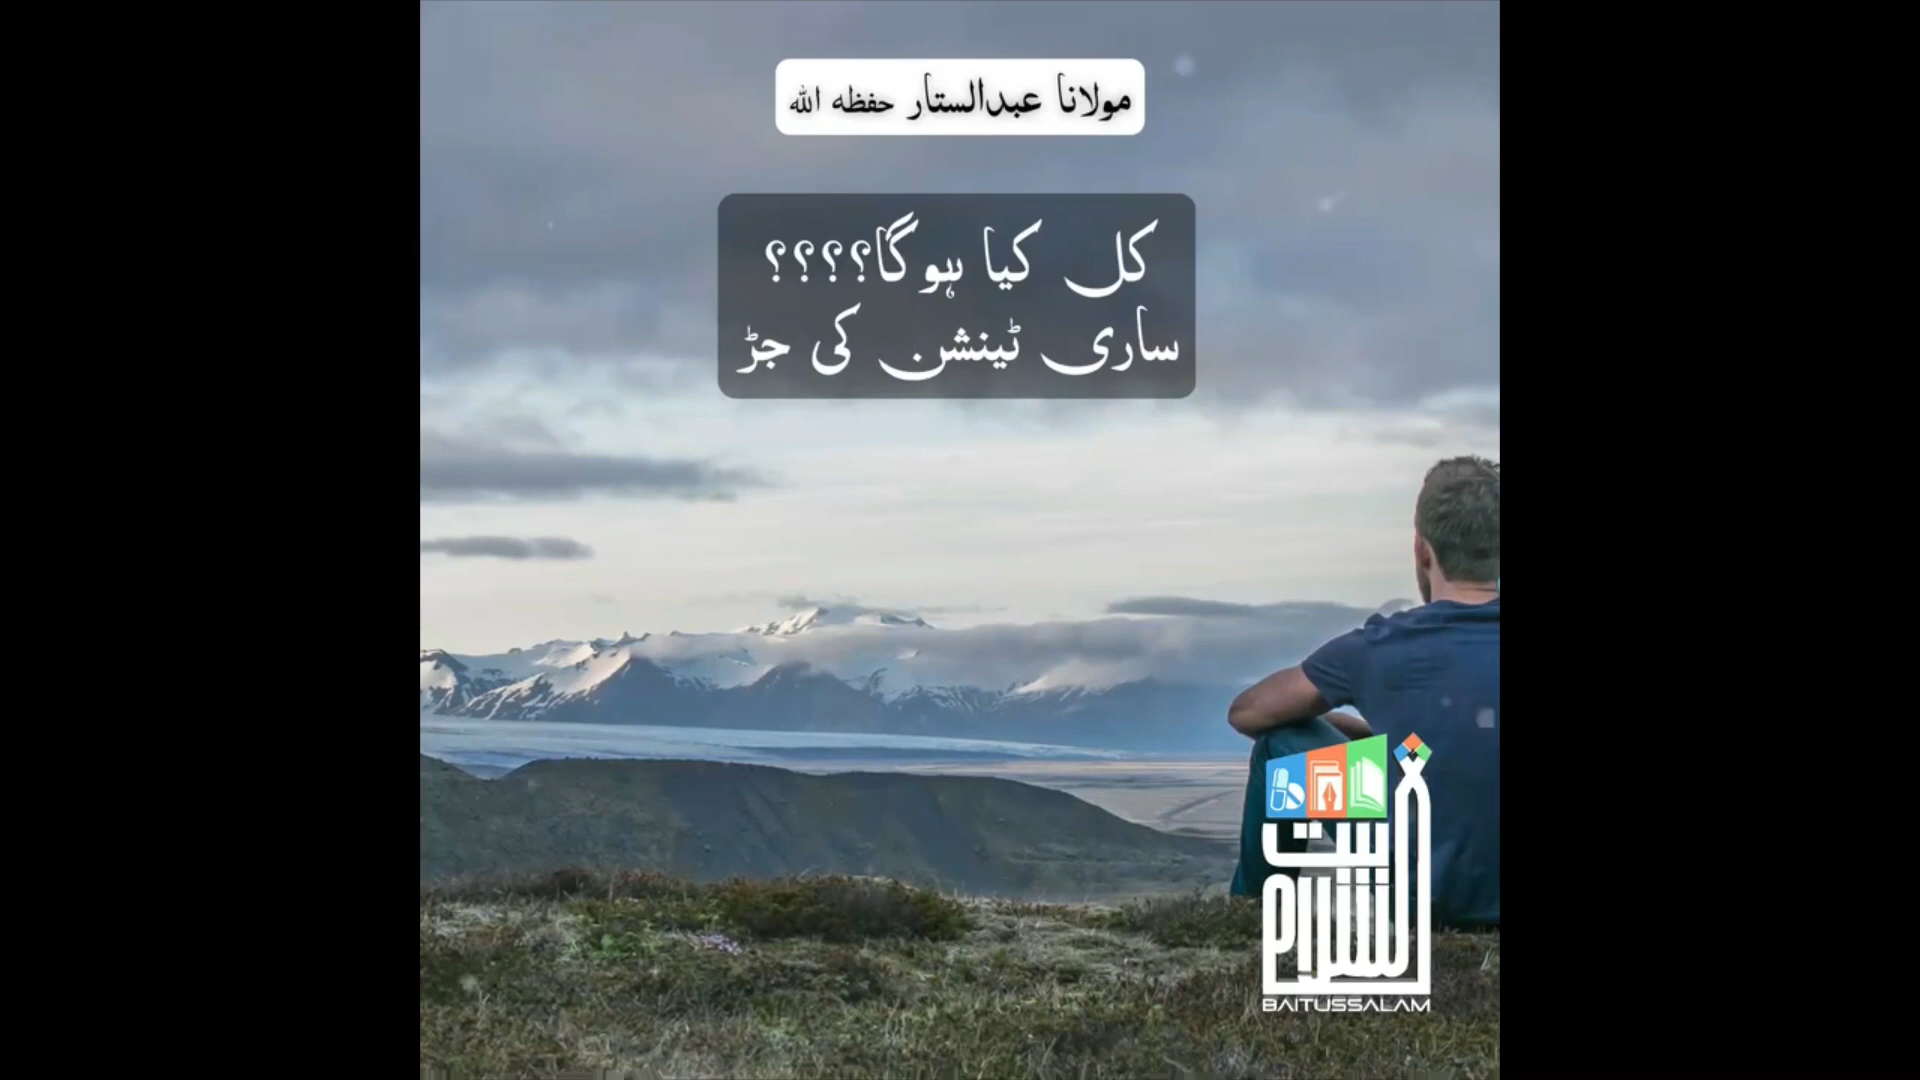 مولانا عبدالستار حفظہ اللہ
کل کیا ہوگا؟؟؟؟
ساری ٹینشن کی جڑ
بیت السلام
BAITUSSALAM